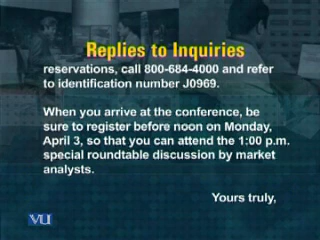 Replies to Inquiries
reservations, call 800-684-4000 and refer
to identification number J0969.
When you arrive at the conference, be
sure to register before noon on Monday,
April 3, so that you can attend the 1:00 p.m.
special roundtable discussion by market
analysts.
Yours truly,
VU